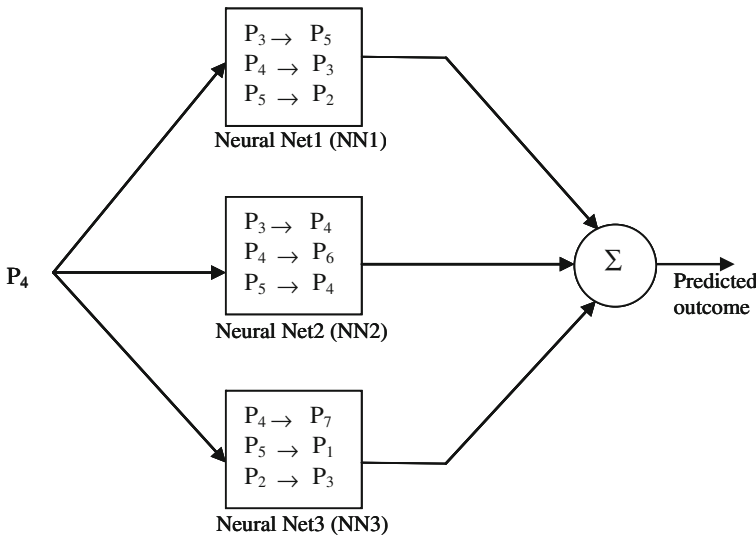 P₃ → P₅
P₄ → P₃
P₅ → P₂
Neural Net1 (NN1)
P₃ → P₄
P₄ → P₆
P₅ → P₄
Neural Net2 (NN2)
P₄
Σ
Predicted
outcome
P₄ → P₇
P₅ → P₁
P₂ → P₃
Neural Net3 (NN3)